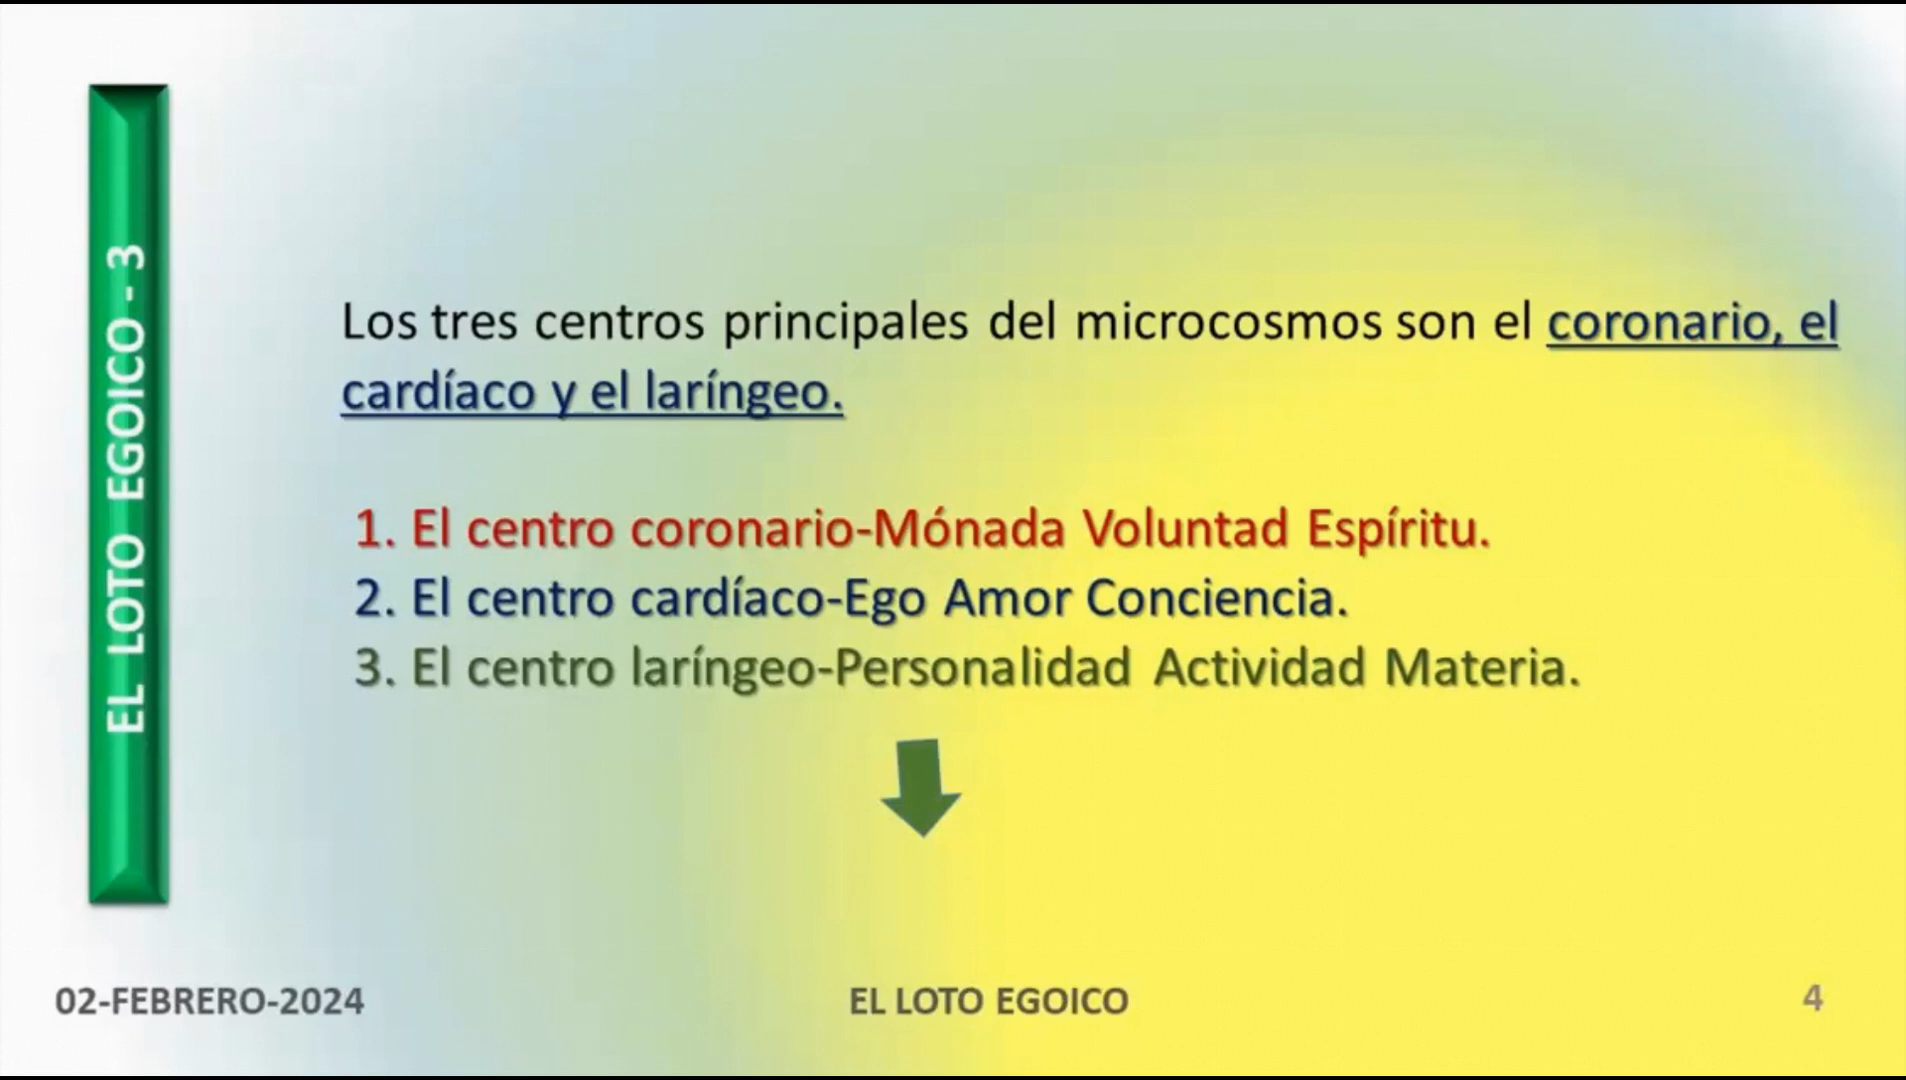 EL LOTO EGOICO - 3
Los tres centros principales del microcosmos son el coronario, el
cardíaco y el laríngeo.
1. El centro coronario-Mónada Voluntad Espíritu.
2. El centro cardíaco-Ego Amor Conciencia.
3. El centro laríngeo-Personalidad Actividad Materia.
02-FEBRERO-2024
EL LOTO EGOICO
4